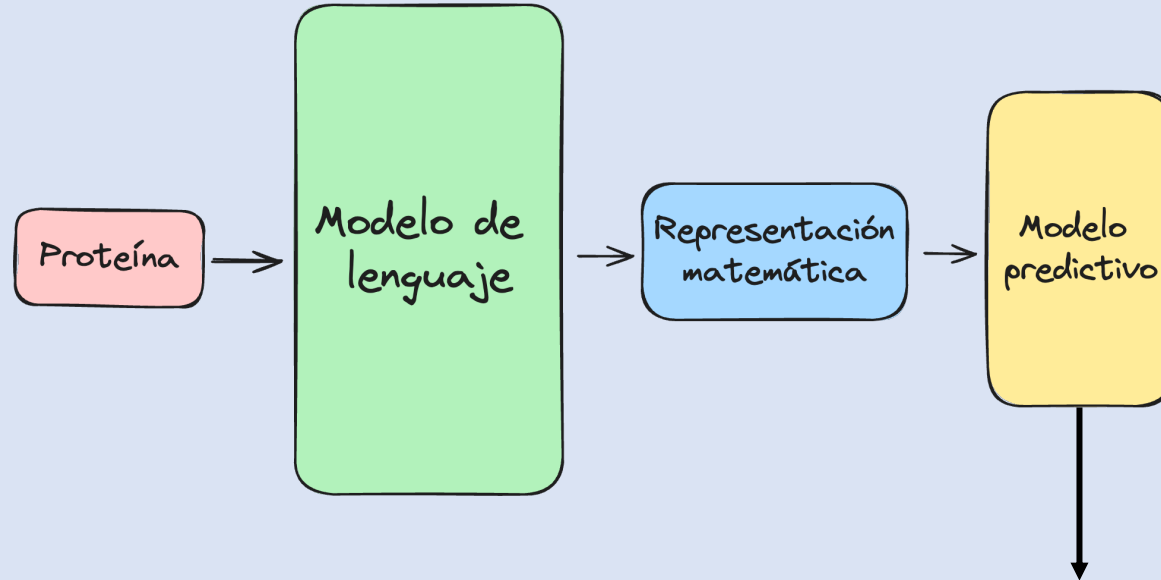 Proteína
Modelo de
lenguaje
Representación
matemática
Modelo
predictivo